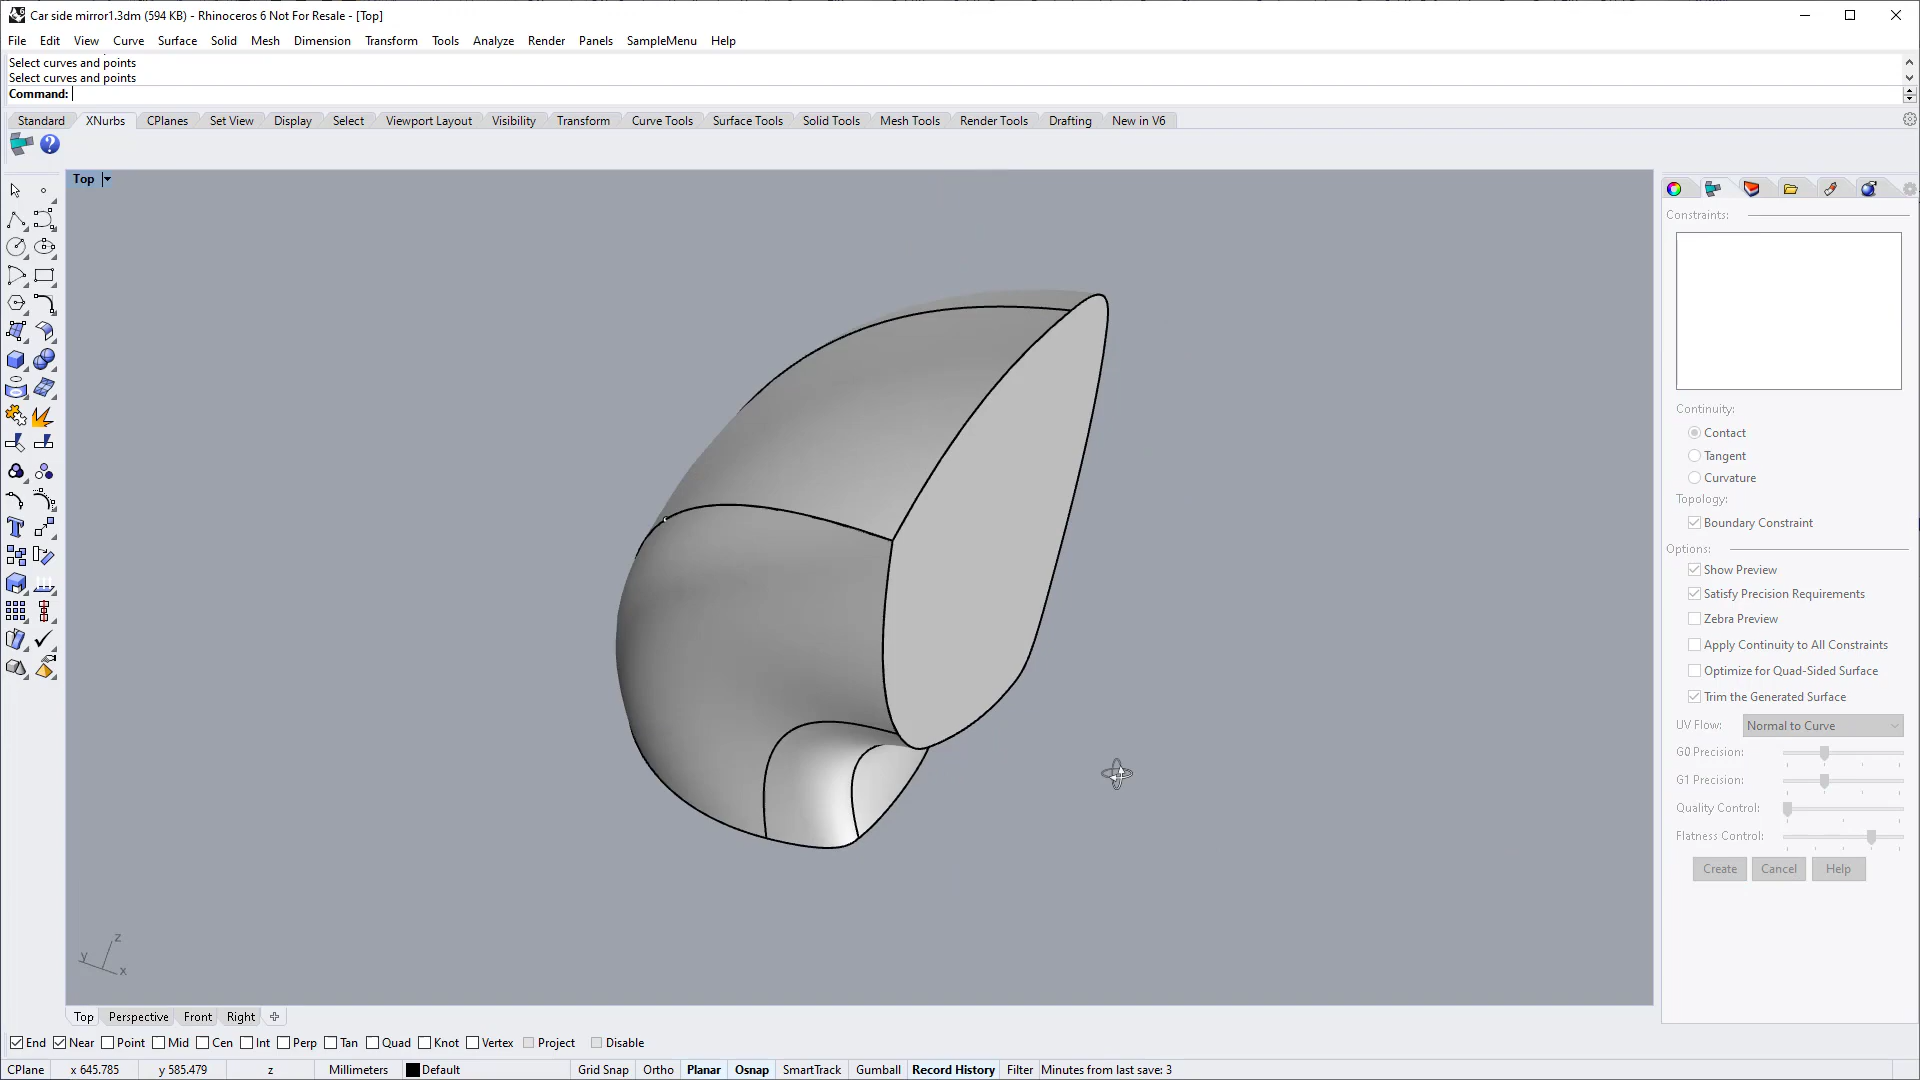 Car side mirror1.3dm (594 KB) - Rhinoceros 6 Not For Resale - [Top]
File Edit View Curve Surface Solid Mesh Dimension Transform Tools Analyze Render Panels SampleMenu Help
Select curves and points
Select curves and points
Command:
Standard XNurbs CPlanes Set View Display Select Viewport Layout Visibility Transform Curve Tools Surface Tools Solid Tools Mesh Tools Render Tools Drafting New in V6
Top
Constraints:
Continuity:
Contact
Tangent
Curvature
Topology:
Boundary Constraint
Options:
Show Preview
Satisfy Precision Requirements
Zebra Preview
Apply Continuity to All Constraints
Optimize for Quad-Sided Surface
Trim the Generated Surface
UV Flow: Normal to Curve
G0 Precision:
G1 Precision:
Quality Control:
Flatness Control:
Create Cancel Help
z
y
x
Top Perspective Front Right
End Near Point Mid Cen Int Perp Tan Quad Knot Vertex Project Disable
CPlane x 645.785 y 585.479 z Millimeters Default Grid Snap Ortho Planar Osnap SmartTrack Gumball Record History Filter Minutes from last save: 3